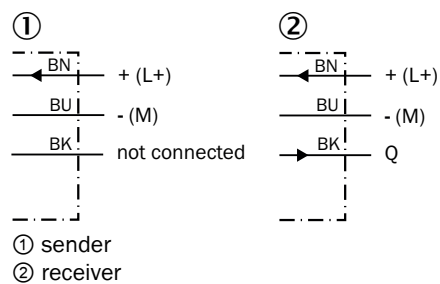 ① ②
BN + (L+) BN + (L+)
BU - (M) BU - (M)
BK not connected BK Q
① sender
② receiver